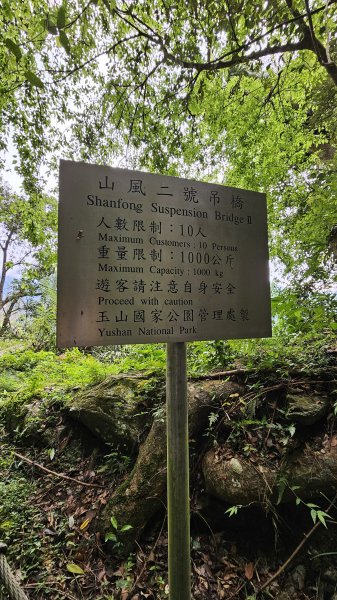 山風二號吊橋
Shanfong Suspension Bridge Ⅱ
人數限制：10人
Maximum Customers : 10 Persons
重量限制：1000公斤
Maximum Capacity : 1000 kg
遊客請注意自身安全
Proceed with caution
玉山國家公園管理處製
Yushan National Park